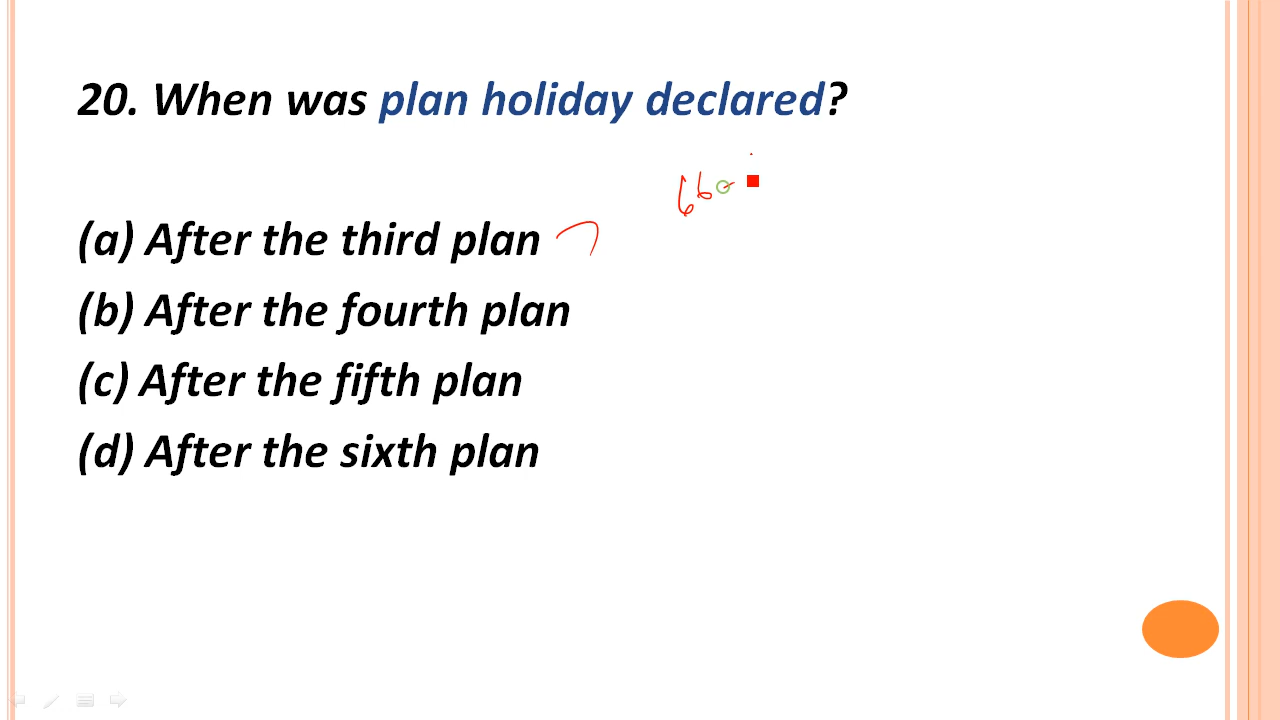 20. When was plan holiday declared?
66-
(a) After the third plan
(b) After the fourth plan
(c) After the fifth plan
(d) After the sixth plan